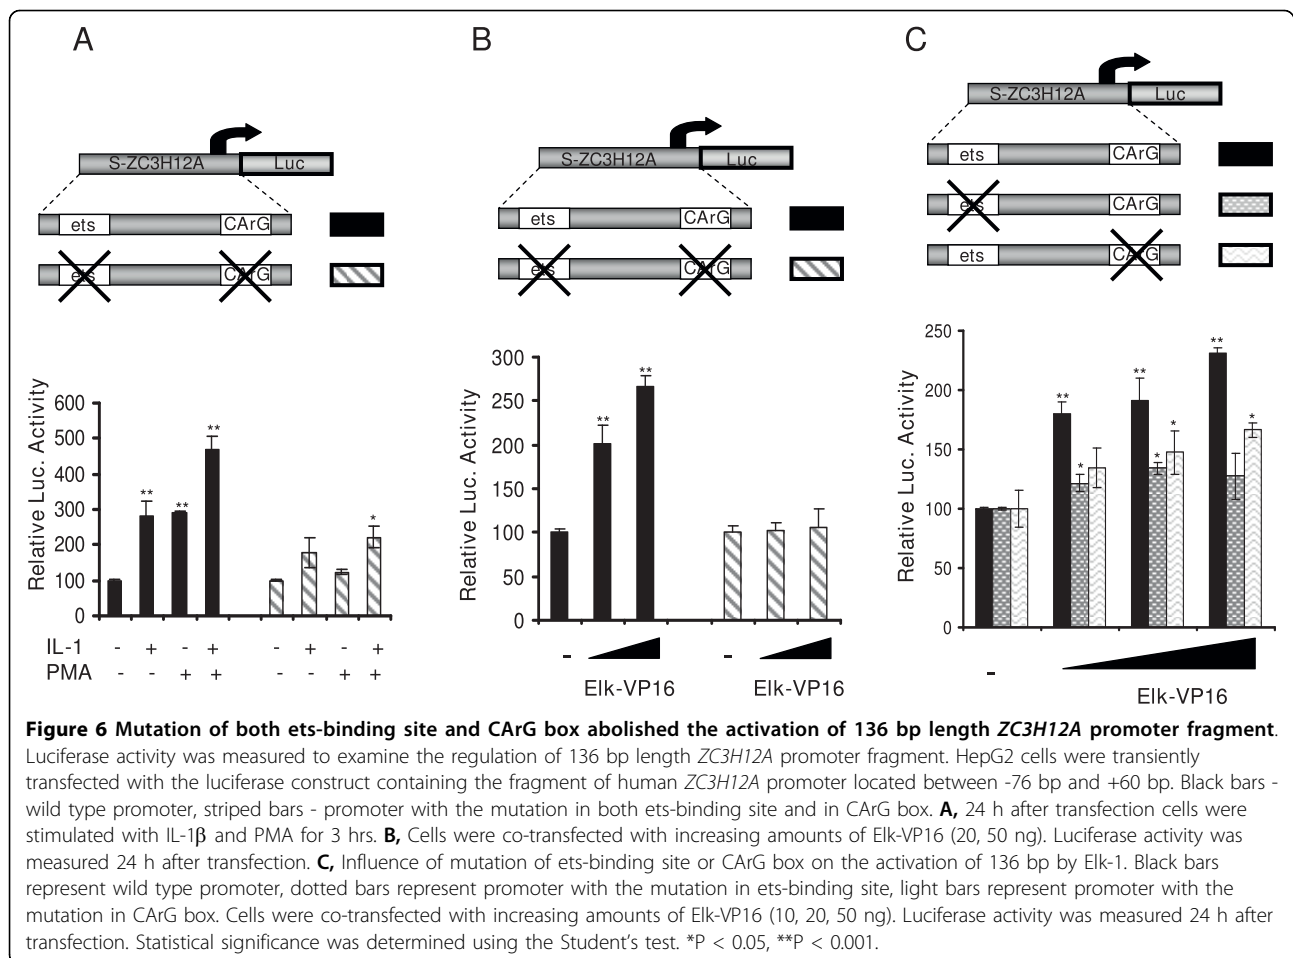 A
S-ZC3H12A Luc
ets CArG
ets CArG
Relative Luc. Activity
600
500
400
300
200
100
0
** ** ** *
IL-1 - + - + - + - +
PMA - - + + - - + +
B
S-ZC3H12A Luc
ets CArG
ets CArG
Relative Luc. Activity
300
250
200
150
100
50
0
** **
- -
Elk-VP16 Elk-VP16
C
S-ZC3H12A Luc
ets CArG
ets CArG
ets CArG
Relative Luc. Activity
250
200
150
100
50
0
** * ** * * ** *
-
Elk-VP16
Figure 6 Mutation of both ets-binding site and CArG box abolished the activation of 136 bp length ZC3H12A promoter fragment.
Luciferase activity was measured to examine the regulation of 136 bp length ZC3H12A promoter fragment. HepG2 cells were transiently
transfected with the luciferase construct containing the fragment of human ZC3H12A promoter located between -76 bp and +60 bp. Black bars -
wild type promoter, striped bars - promoter with the mutation in both ets-binding site and in CArG box. A, 24 h after transfection cells were
stimulated with IL-1β and PMA for 3 hrs. B, Cells were co-transfected with increasing amounts of Elk-VP16 (20, 50 ng). Luciferase activity was
measured 24 h after transfection. C, Influence of mutation of ets-binding site or CArG box on the activation of 136 bp by Elk-1. Black bars
represent wild type promoter, dotted bars represent promoter with the mutation in ets-binding site, light bars represent promoter with the
mutation in CArG box. Cells were co-transfected with increasing amounts of Elk-VP16 (10, 20, 50 ng). Luciferase activity was measured 24 h after
transfection. Statistical significance was determined using the Student's test. *P < 0.05, **P < 0.001.